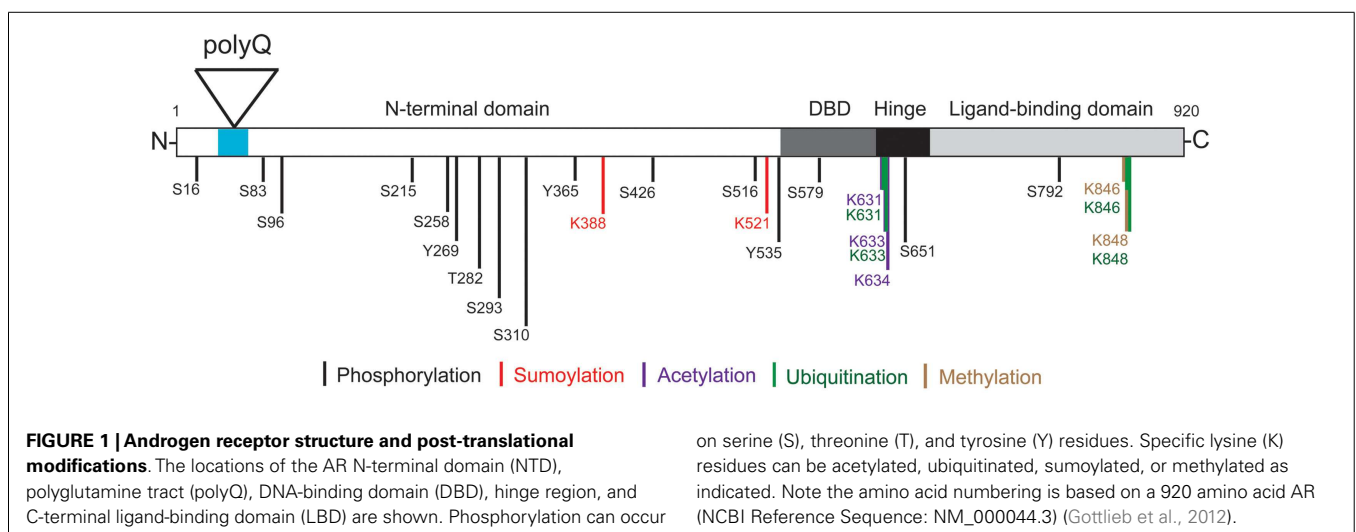 polyQ
1 N-terminal domain DBD Hinge Ligand-binding domain 920
N C
S16 S83 S96 S215 S258 Y269 T282 S293 S310 Y365 K388 S426 S516 K521 Y535 S579 K631 K631 K633 K633 K634 S651 S792 K846 K846 K848 K848
Phosphorylation Sumoylation Acetylation Ubiquitination Methylation
FIGURE 1 | Androgen receptor structure and post-translational
modifications. The locations of the AR N-terminal domain (NTD),
polyglutamine tract (polyQ), DNA-binding domain (DBD), hinge region, and
C-terminal ligand-binding domain (LBD) are shown. Phosphorylation can occur
on serine (S), threonine (T), and tyrosine (Y) residues. Specific lysine (K)
residues can be acetylated, ubiquitinated, sumoylated, or methylated as
indicated. Note the amino acid numbering is based on a 920 amino acid AR
(NCBI Reference Sequence: NM_000044.3) (Gottlieb et al., 2012).